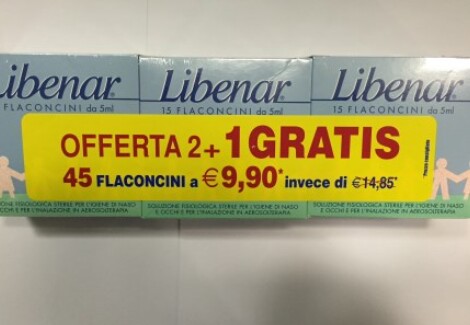 Libenar®
15 FLACONCINI da 5ml
Libenar®
15 FLACONCINI da 5ml
Libenar®
15 FLACONCINI da 5ml
OFFERTA 2+1 GRATIS
45 FLACONCINI a €9,90* invece di €14,85*
SOLUZIONE FISIOLOGICA STERILE PER L'IGIENE DI NASO
E OCCHI E PER L'INALAZIONE IN AEROSOLTERAPIA
SOLUZIONE FISIOLOGICA STERILE PER L'IGIENE DI NASO
E OCCHI E PER L'INALAZIONE IN AEROSOLTERAPIA
SOLUZIONE FISIOLOGICA STERILE PER L'IGIENE DI NASO
E OCCHI E PER L'INALAZIONE IN AEROSOLTERAPIA